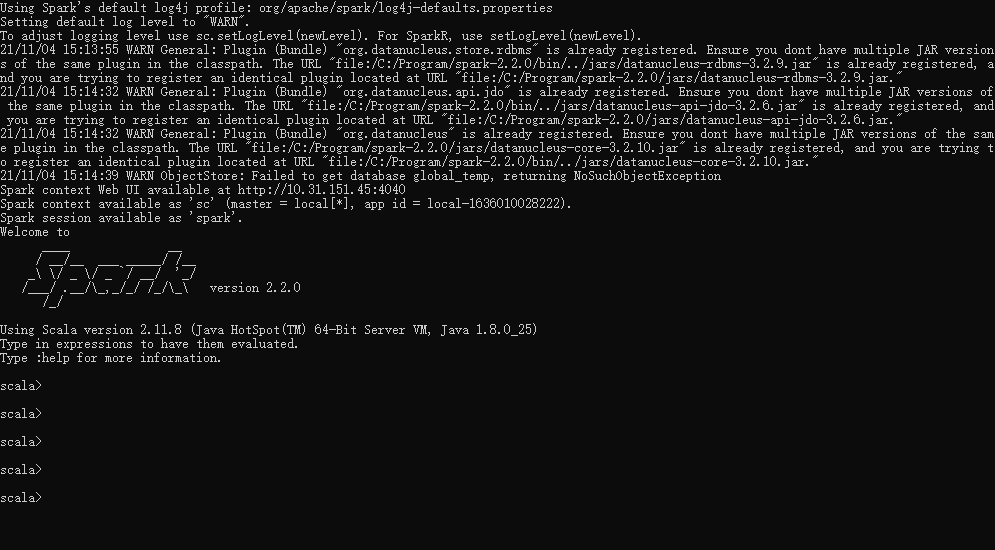 Using Spark's default log4j profile: org/apache/spark/log4j-defaults.properties
Setting default log level to "WARN".
To adjust logging level use sc.setLogLevel(newLevel). For SparkR, use setLogLevel(newLevel).
21/11/04 15:13:55 WARN General: Plugin (Bundle) "org.datanucleus.store.rdbms" is already registered. Ensure you dont have multiple JAR version
s of the same plugin in the classpath. The URL "file:/C:/Program/spark-2.2.0/bin/../jars/datanucleus-rdbms-3.2.9.jar" is already registered, a
nd you are trying to register an identical plugin located at URL "file:/C:/Program/spark-2.2.0/jars/datanucleus-rdbms-3.2.9.jar."
21/11/04 15:14:32 WARN General: Plugin (Bundle) "org.datanucleus.api.jdo" is already registered. Ensure you dont have multiple JAR versions of
 the same plugin in the classpath. The URL "file:/C:/Program/spark-2.2.0/bin/../jars/datanucleus-api-jdo-3.2.6.jar" is already registered, and
 you are trying to register an identical plugin located at URL "file:/C:/Program/spark-2.2.0/jars/datanucleus-api-jdo-3.2.6.jar."
21/11/04 15:14:32 WARN General: Plugin (Bundle) "org.datanucleus" is already registered. Ensure you dont have multiple JAR versions of the sam
e plugin in the classpath. The URL "file:/C:/Program/spark-2.2.0/jars/datanucleus-core-3.2.10.jar" is already registered, and you are trying t
o register an identical plugin located at URL "file:/C:/Program/spark-2.2.0/bin/../jars/datanucleus-core-3.2.10.jar."
21/11/04 15:14:39 WARN ObjectStore: Failed to get database global_temp, returning NoSuchObjectException
Spark context Web UI available at http://10.31.151.45:4040
Spark context available as 'sc' (master = local[*], app id = local-1636010028222).
Spark session available as 'spark'.
Welcome to
Spark version 2.2.0
Using Scala version 2.11.8 (Java HotSpot(TM) 64-Bit Server VM, Java 1.8.0_25)
Type in expressions to have them evaluated.
Type :help for more information.
scala>
scala>
scala>
scala>
scala>